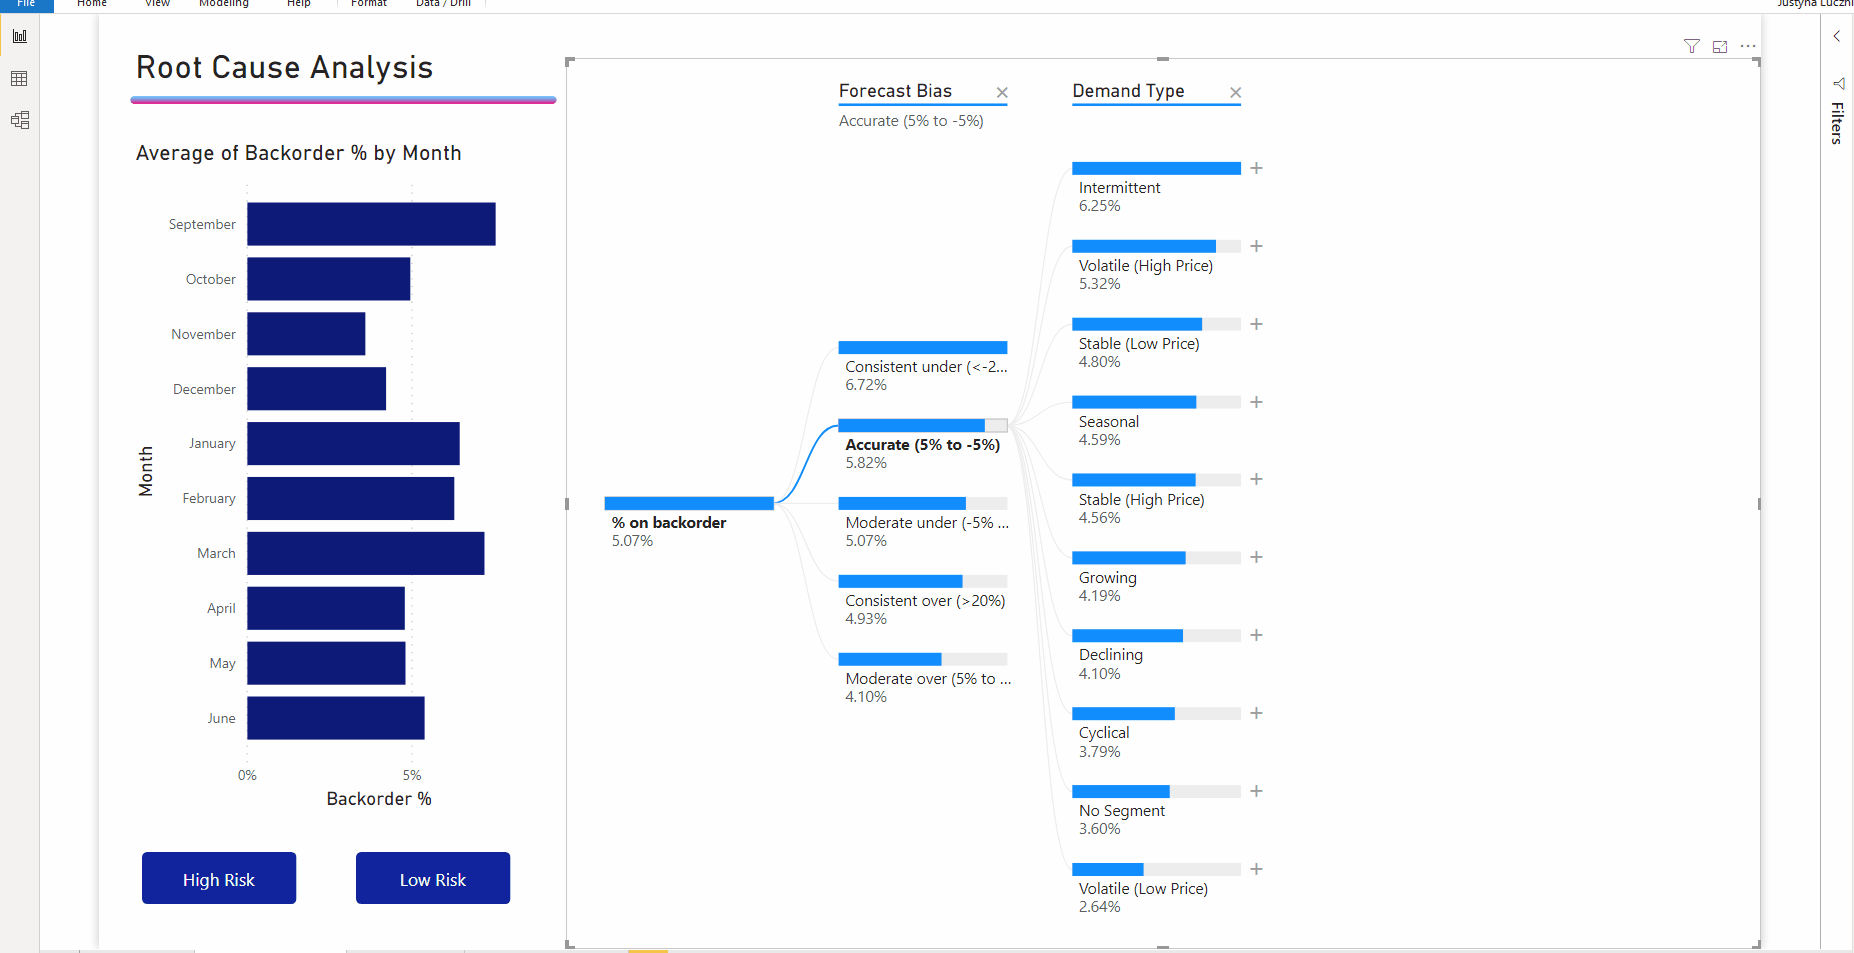 File Home View Modeling Help Format Data / Drill
Root Cause Analysis
Average of Backorder % by Month
September
October
November
December
January
February
March
April
May
June
Month
0% 5%
Backorder %
High Risk Low Risk
Forecast Bias
Accurate (5% to -5%)
Demand Type
% on backorder
5.07%
Consistent under (<-2...
6.72%
Accurate (5% to -5%)
5.82%
Moderate under (-5% ...
5.07%
Consistent over (>20%)
4.93%
Moderate over (5% to ...
4.10%
Intermittent
6.25%
Volatile (High Price)
5.32%
Stable (Low Price)
4.80%
Seasonal
4.59%
Stable (High Price)
4.56%
Growing
4.19%
Declining
4.10%
Cyclical
3.79%
No Segment
3.60%
Volatile (Low Price)
2.64%
Filters